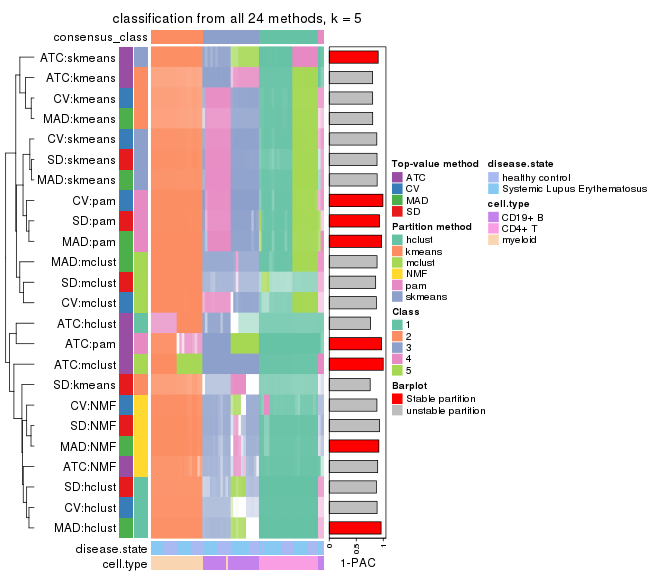 classification from all 24 methods, k = 5
consensus_class
ATC:skmeans
ATC:kmeans
CV:kmeans
MAD:kmeans
CV:skmeans
SD:skmeans
MAD:skmeans
CV:pam
SD:pam
MAD:pam
MAD:mclust
SD:mclust
CV:mclust
ATC:hclust
ATC:pam
ATC:mclust
SD:kmeans
CV:NMF
SD:NMF
MAD:NMF
ATC:NMF
SD:hclust
CV:hclust
MAD:hclust
disease.state
cell.type
0
0.5
1
1-PAC
Top-value method
ATC
CV
MAD
SD
Partition method
hclust
kmeans
mclust
NMF
pam
skmeans
Class
1
2
3
4
5
Barplot
Stable partition
unstable partition
disease.state
healthy control
Systemic Lupus Erythematosus
cell.type
CD19+ B
CD4+ T
myeloid